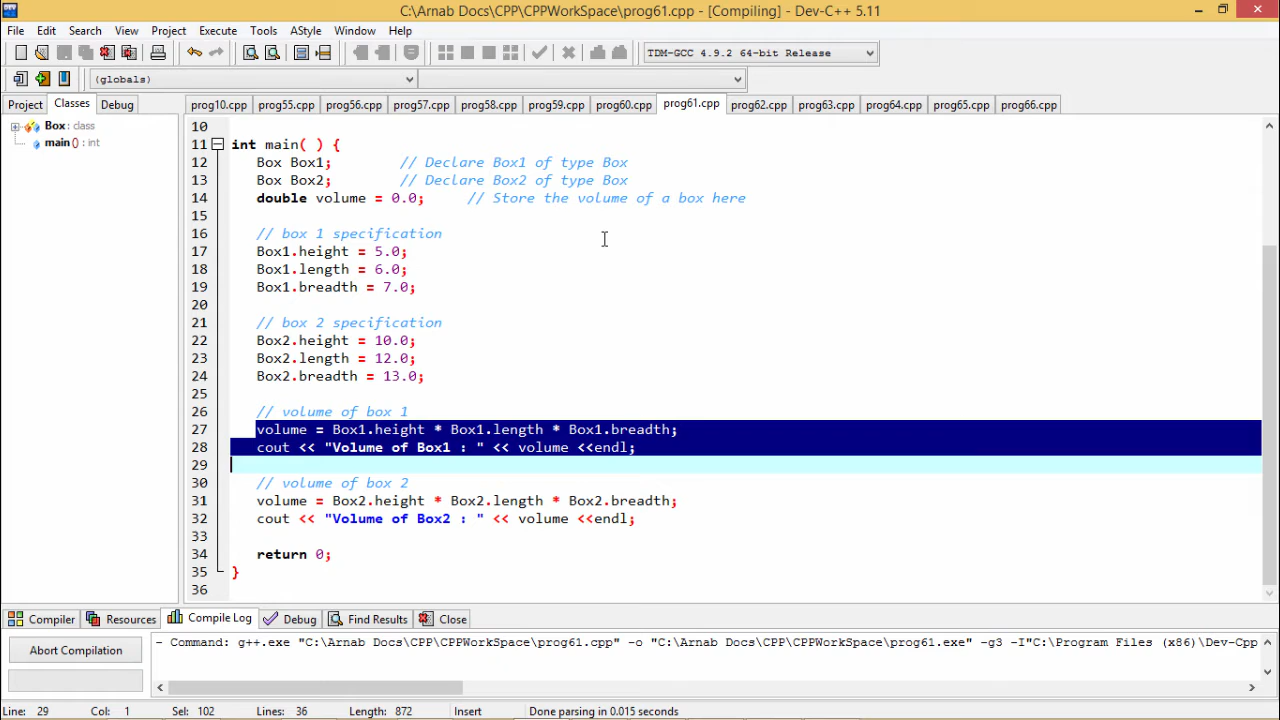 C:\Arnab Docs\CPP\CPPWorkSpace\prog61.cpp - [Compiling] - Dev-C++ 5.11
File Edit Search View Project Execute Tools AStyle Window Help
TDM-GCC 4.9.2 64-bit Release
(globals)
Project Classes Debug
prog10.cpp prog55.cpp prog56.cpp prog57.cpp prog58.cpp prog59.cpp prog60.cpp prog61.cpp prog62.cpp prog63.cpp prog64.cpp prog65.cpp prog66.cpp
Box : class
main () : int
10
11 int main( ) {
12 Box Box1; // Declare Box1 of type Box
13 Box Box2; // Declare Box2 of type Box
14 double volume = 0.0; // Store the volume of a box here
15
16 // box 1 specification
17 Box1.height = 5.0;
18 Box1.length = 6.0;
19 Box1.breadth = 7.0;
20
21 // box 2 specification
22 Box2.height = 10.0;
23 Box2.length = 12.0;
24 Box2.breadth = 13.0;
25
26 // volume of box 1
27 volume = Box1.height * Box1.length * Box1.breadth;
28 cout << "Volume of Box1 : " << volume <<endl;
29
30 // volume of box 2
31 volume = Box2.height * Box2.length * Box2.breadth;
32 cout << "Volume of Box2 : " << volume <<endl;
33
34 return 0;
35 }
36
Compiler Resources Compile Log Debug Find Results Close
Abort Compilation
- Command: g++.exe "C:\Arnab Docs\CPP\CPPWorkSpace\prog61.cpp" -o "C:\Arnab Docs\CPP\CPPWorkSpace\prog61.exe" -g3 -I"C:\Program Files (x86)\Dev-Cpp
Line: 29 Col: 1 Sel: 102 Lines: 36 Length: 872 Insert Done parsing in 0.015 seconds